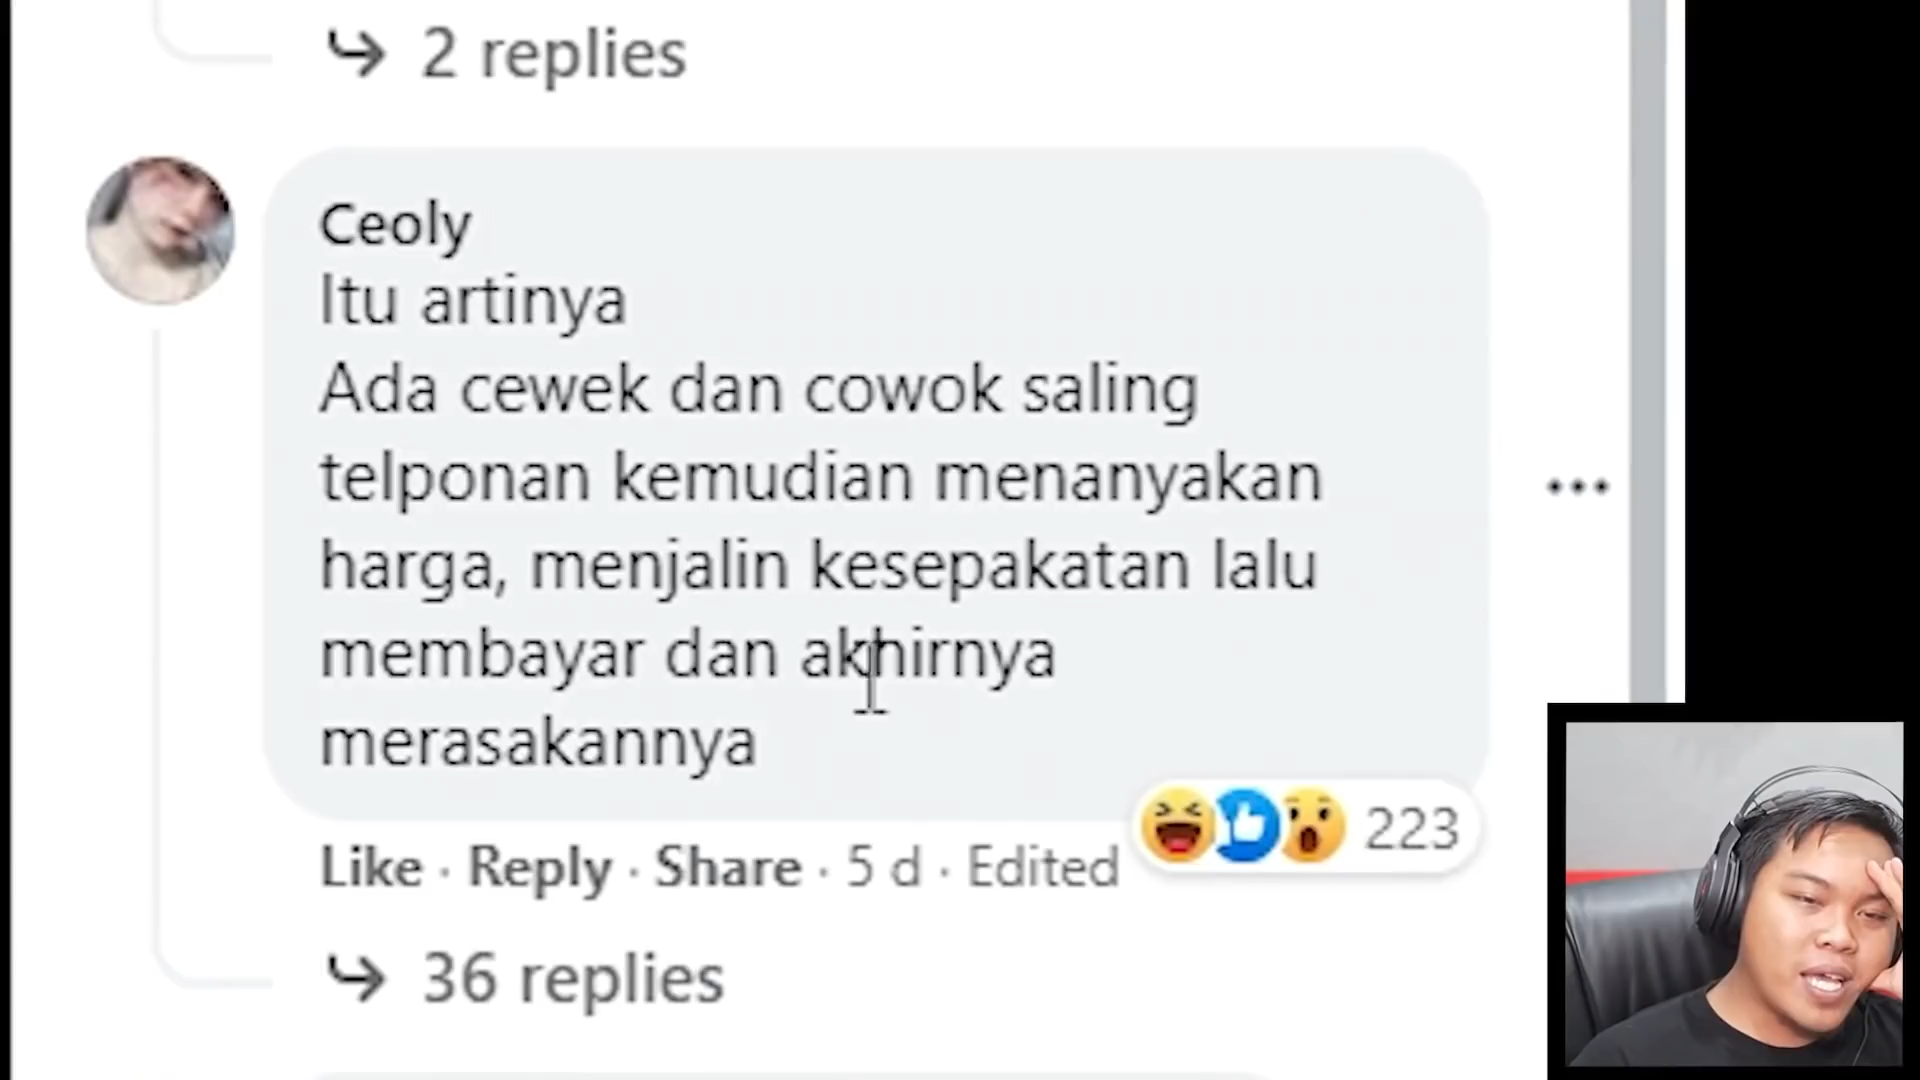 2 replies
Ceoly
Itu artinya
Ada cewek dan cowok saling
telponan kemudian menanyakan
harga, menjalin kesepakatan lalu
membayar dan akhirnya
merasakannya
223
Like · Reply · Share · 5 d · Edited
36 replies